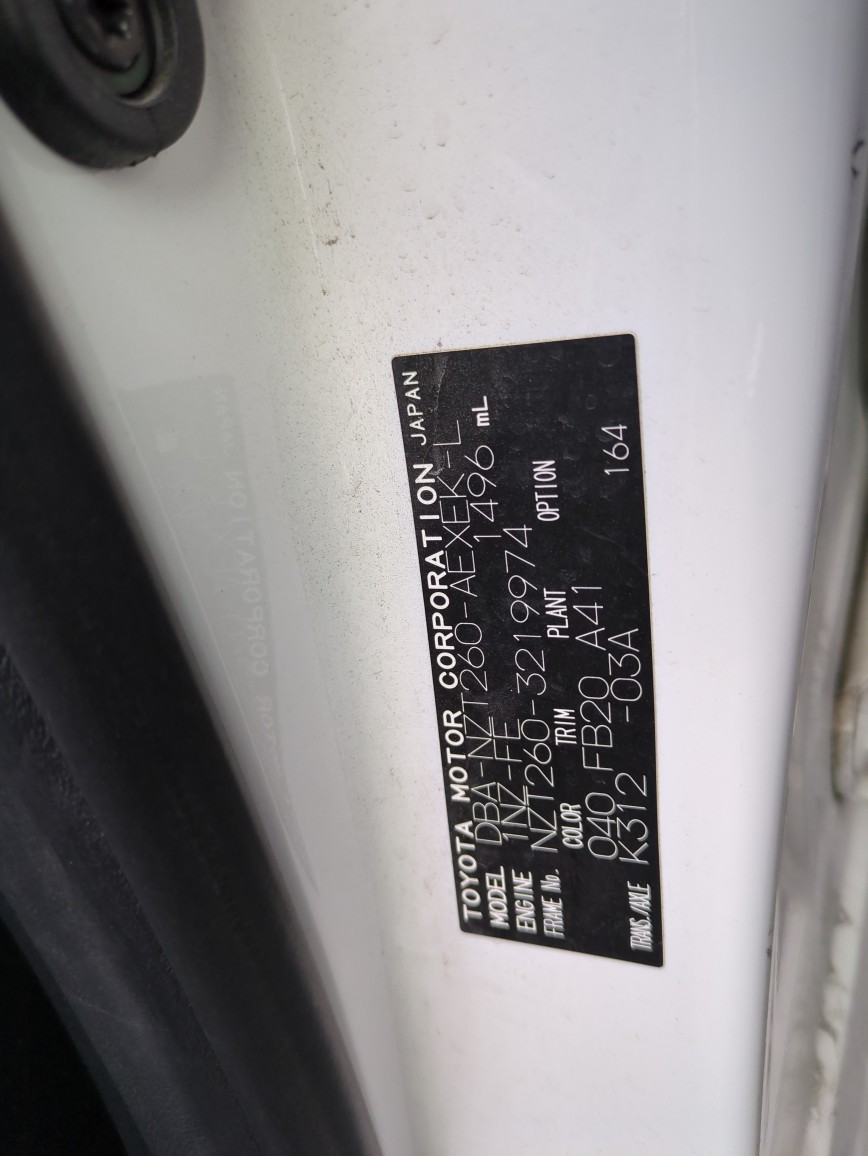 TOYOTA MOTOR CORPORATION JAPAN
MODEL DBA-NZT260-AEXEK-L
ENGINE 1NZ-FE 1496 mL
FRAME No. NZT260-3219974
COLOR TRIM PLANT OPTION
040 FB20 A41
TRANS./AXLE K312 -03A 164